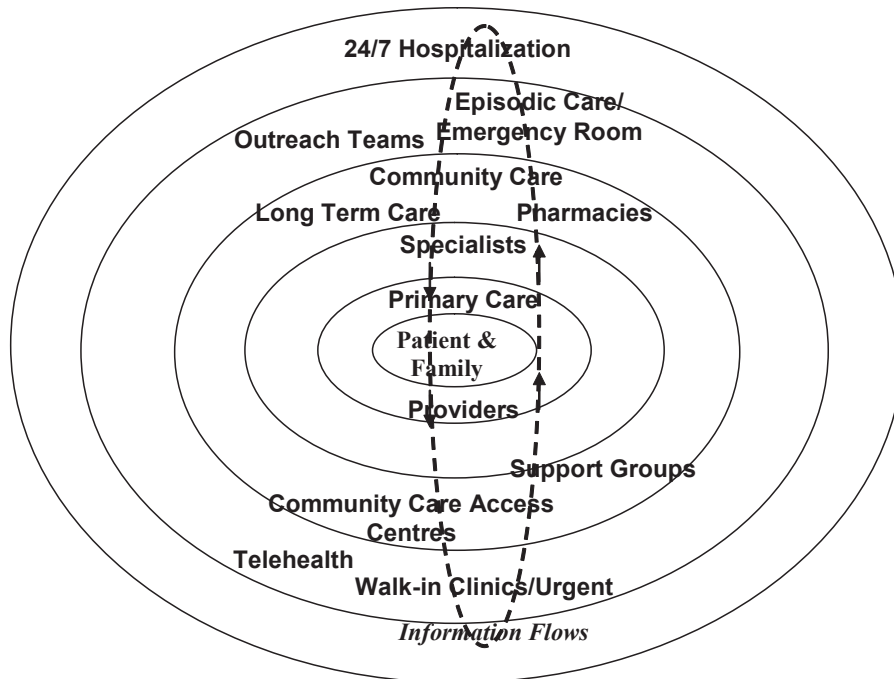 24/7 Hospitalization
Episodic Care/
Emergency Room
Outreach Teams
Community Care
Long Term Care
Pharmacies
Specialists
Primary Care
Patient &
Family
Providers
Support Groups
Community Care Access
Centres
Telehealth
Walk-in Clinics/Urgent
Information Flows